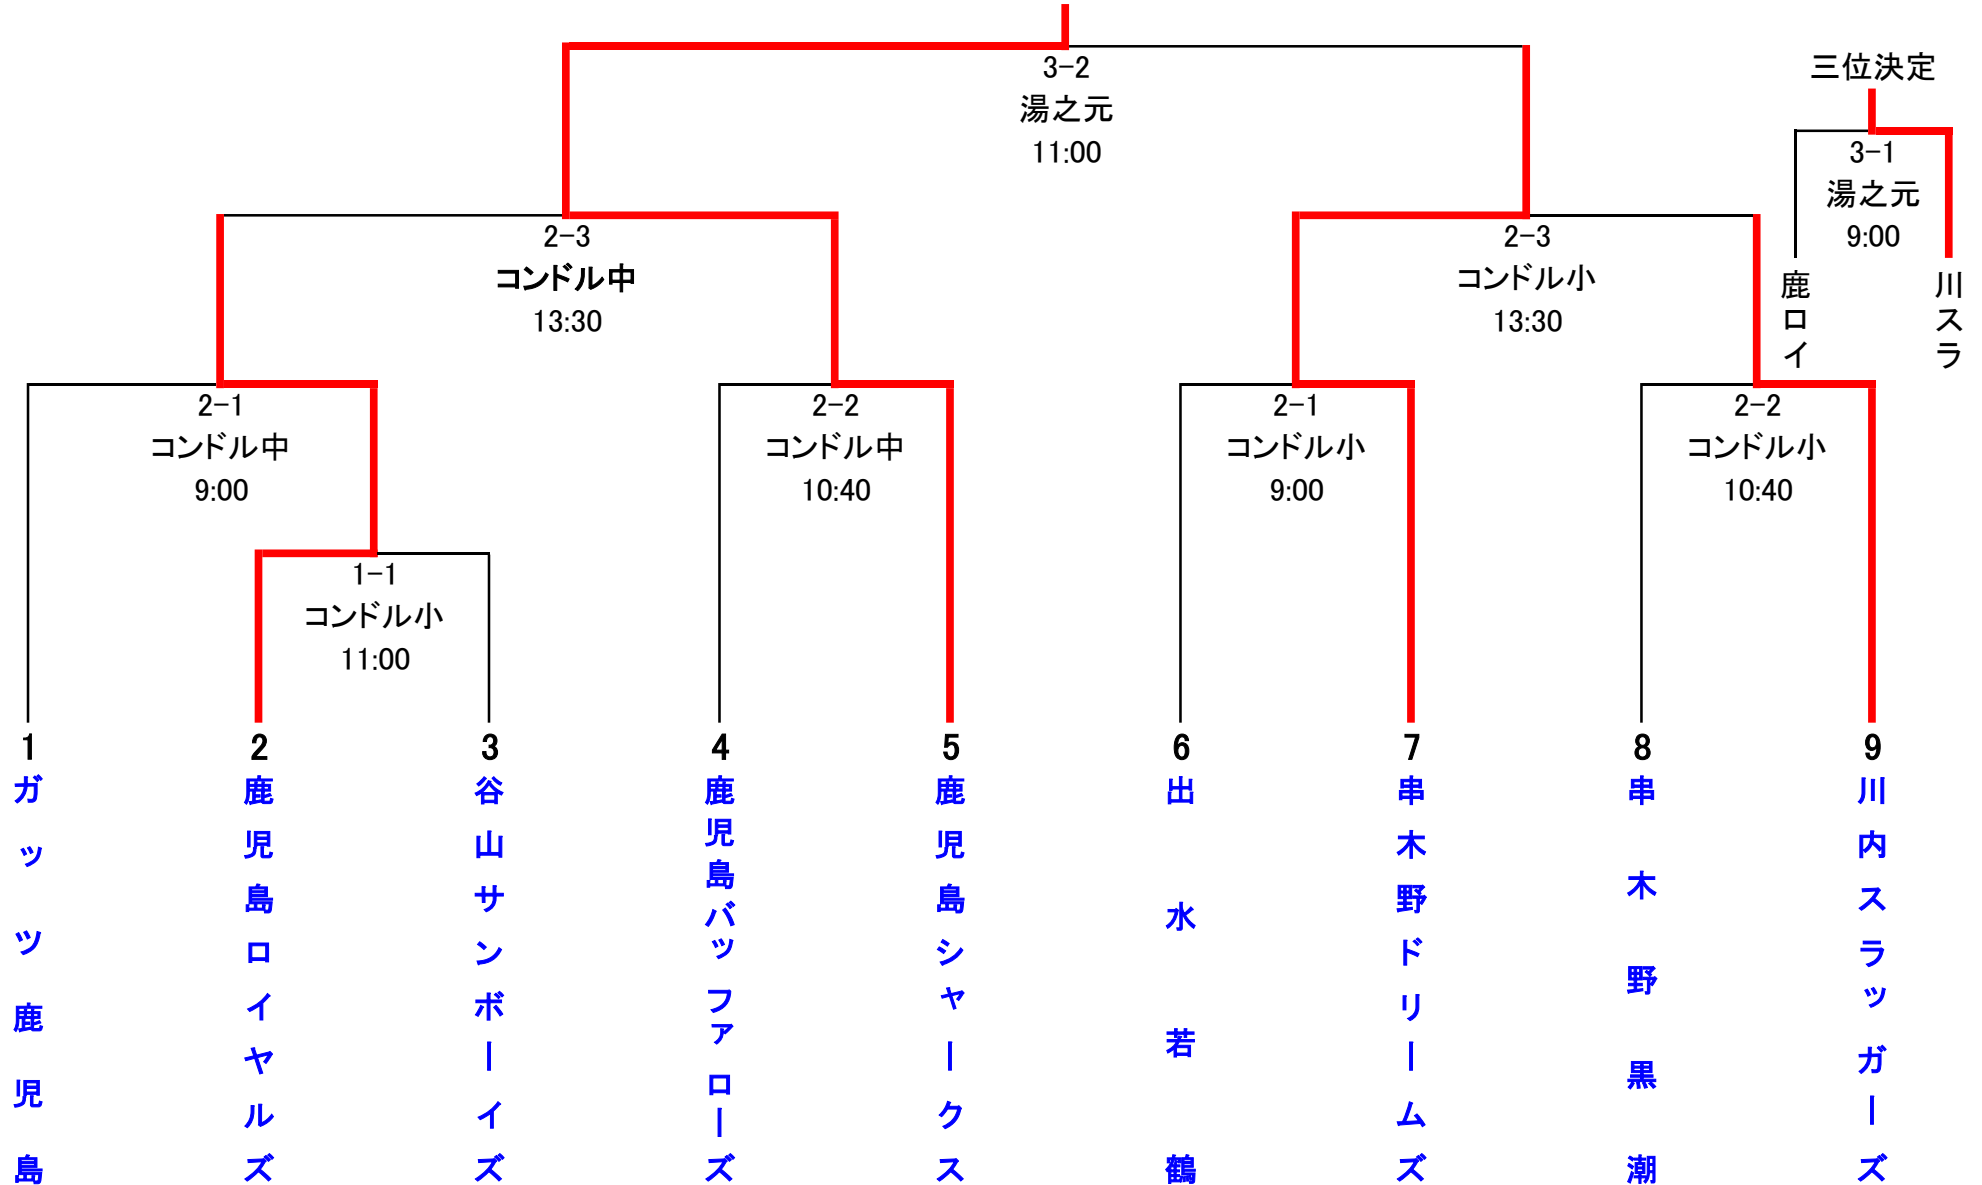 3-2
湯之元
11:00
三位決定
3-1
湯之元
9:00
鹿ロイ
川スラ
2-3
コンドル中
13:30
2-3
コンドル小
13:30
2-1
コンドル中
9:00
2-2
コンドル中
10:40
2-1
コンドル小
9:00
2-2
コンドル小
10:40
1-1
コンドル小
11:00
1
ガッツ鹿児島
2
鹿児島ロイヤルズ
3
谷山サンボーイズ
4
鹿児島バッファローズ
5
鹿児島シャークス
6
出水若鶴
7
串木野ドリームズ
8
串木野黒潮
9
川内スラッガーズ